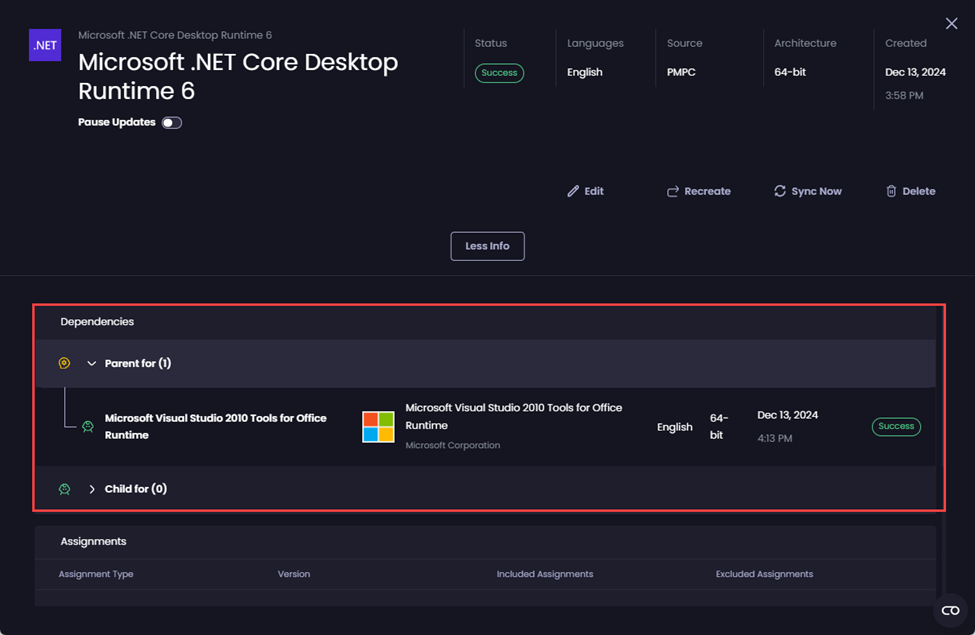 .NET
Microsoft .NET Core Desktop Runtime 6
Microsoft .NET Core Desktop
Runtime 6
Pause Updates
Status
Success
Languages
English
Source
PMPC
Architecture
64-bit
Created
Dec 13, 2024
3:58 PM
Edit
Recreate
Sync Now
Delete
Less Info
Dependencies
Parent for (1)
Microsoft Visual Studio 2010 Tools for Office
Runtime
Microsoft Visual Studio 2010 Tools for Office
Runtime
Microsoft Corporation
English
64-
bit
Dec 13, 2024
4:13 PM
Success
Child for (0)
Assignments
Assignment Type
Version
Included Assignments
Excluded Assignments